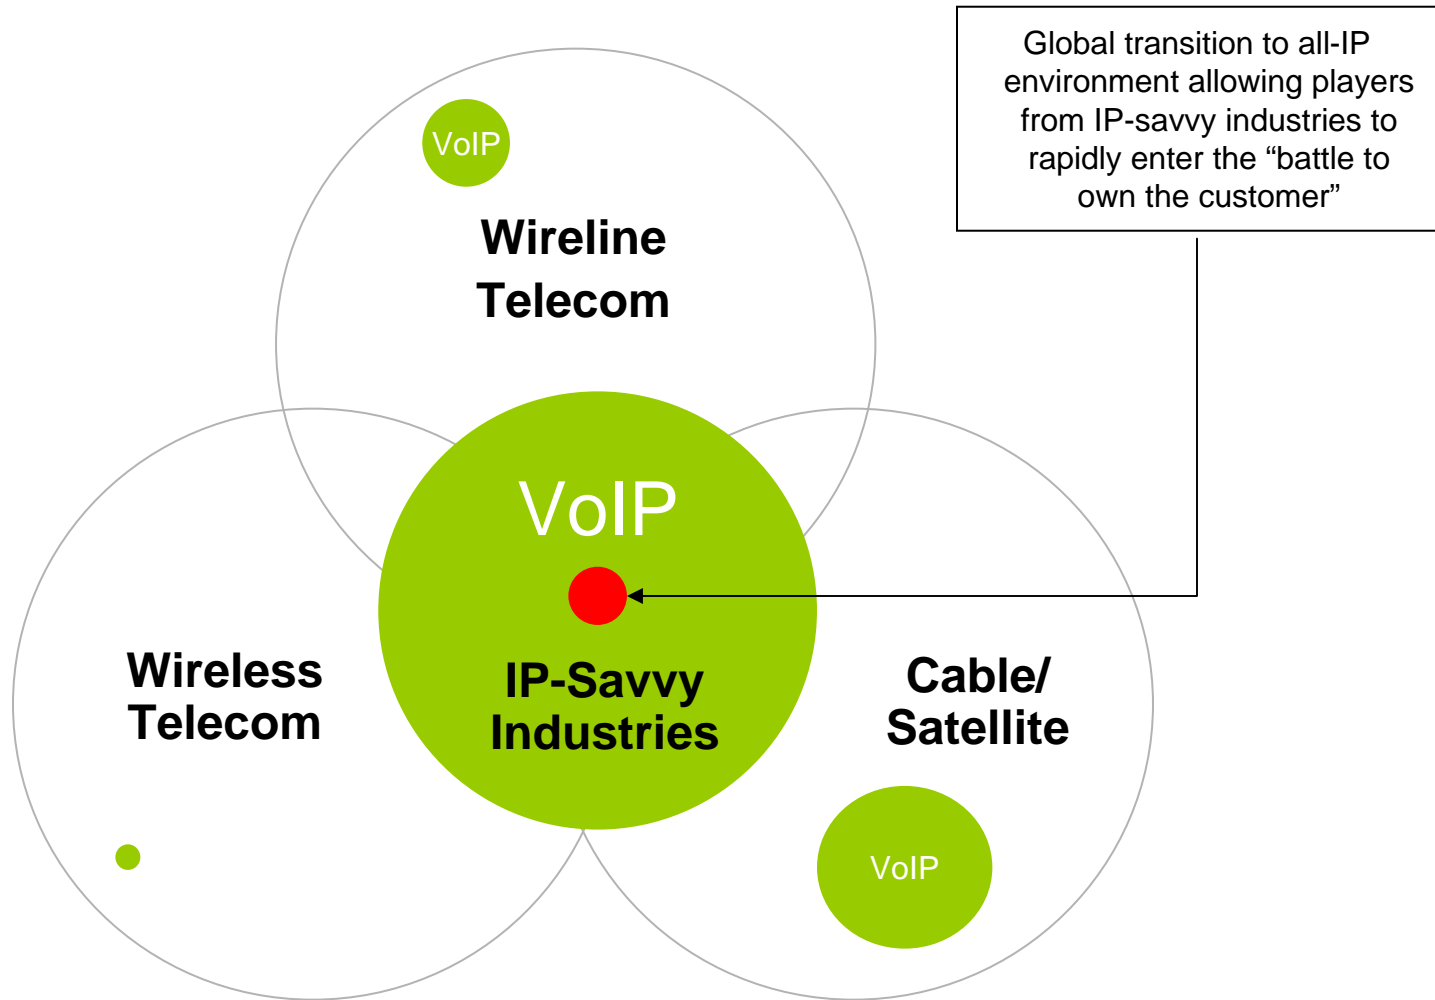 Global transition to all-IP
environment allowing players
from IP-savvy industries to
rapidly enter the “battle to
own the customer”
VoIP
Wireline
Telecom
VoIP
IP-Savvy
Industries
Wireless
Telecom
Cable/
Satellite
VoIP